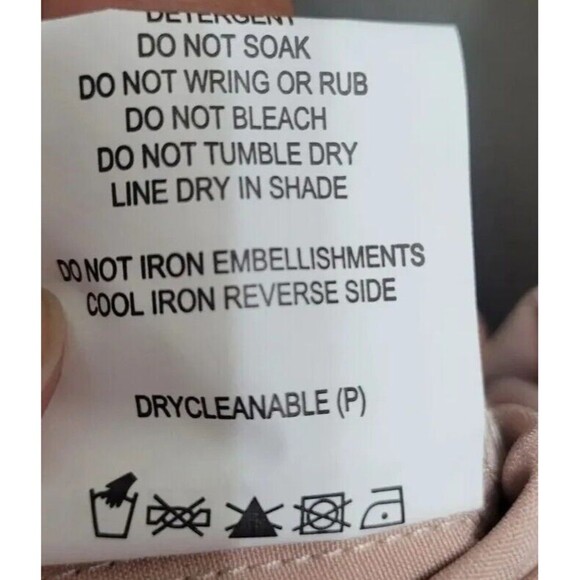 DETERGENT
DO NOT SOAK
DO NOT WRING OR RUB
DO NOT BLEACH
DO NOT TUMBLE DRY
LINE DRY IN SHADE
DO NOT IRON EMBELLISHMENTS
COOL IRON REVERSE SIDE
DRYCLEANABLE (P)